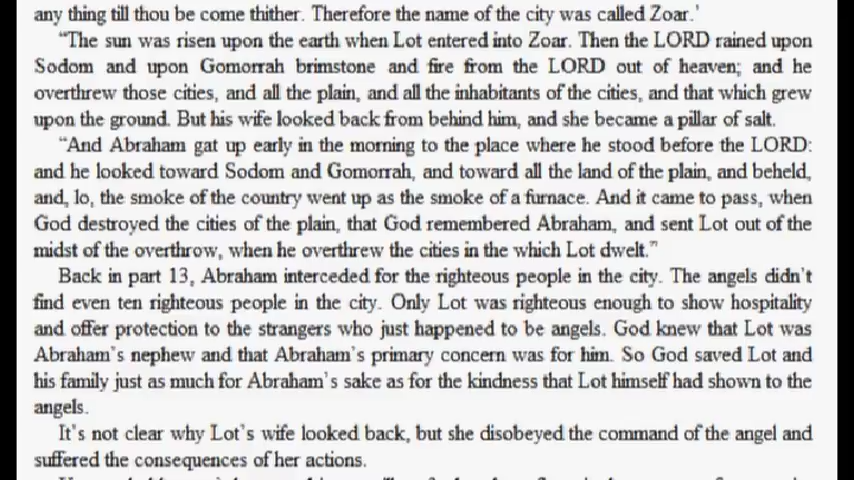 any thing till thou be come thither. Therefore the name of the city was called Zoar.'
"The sun was risen upon the earth when Lot entered into Zoar. Then the LORD rained upon
Sodom and upon Gomorrah brimstone and fire from the LORD out of heaven; and he
overthrew those cities, and all the plain, and all the inhabitants of the cities, and that which grew
upon the ground. But his wife looked back from behind him, and she became a pillar of salt.
"And Abraham gat up early in the morning to the place where he stood before the LORD:
and he looked toward Sodom and Gomorrah, and toward all the land of the plain, and beheld,
and, lo, the smoke of the country went up as the smoke of a furnace. And it came to pass, when
God destroyed the cities of the plain, that God remembered Abraham, and sent Lot out of the
midst of the overthrow, when he overthrew the cities in the which Lot dwelt."
Back in part 13, Abraham interceded for the righteous people in the city. The angels didn't
find even ten righteous people in the city. Only Lot was righteous enough to show hospitality
and offer protection to the strangers who just happened to be angels. God knew that Lot was
Abraham's nephew and that Abraham's primary concern was for him. So God saved Lot and
his family just as much for Abraham's sake as for the kindness that Lot himself had shown to the
angels.
It's not clear why Lot's wife looked back, but she disobeyed the command of the angel and
suffered the consequences of her actions.